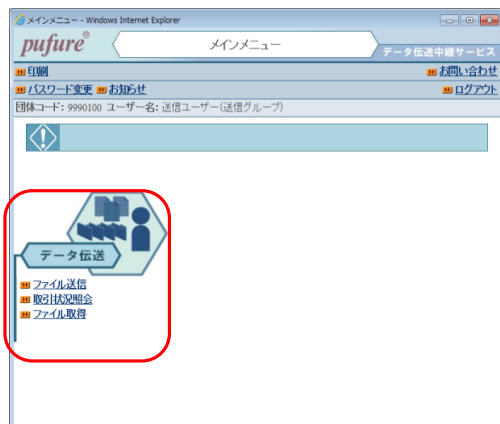 メインメニュー - Windows Internet Explorer
pufure®
メインメニュー
データ伝送中継サービス
印刷
お問い合わせ
パスワード変更 お知らせ
ログアウト
団体コード: 9990100 ユーザー名: 送信ユーザー(送信グループ)
データ伝送
ファイル送信
取引状況照会
ファイル取得